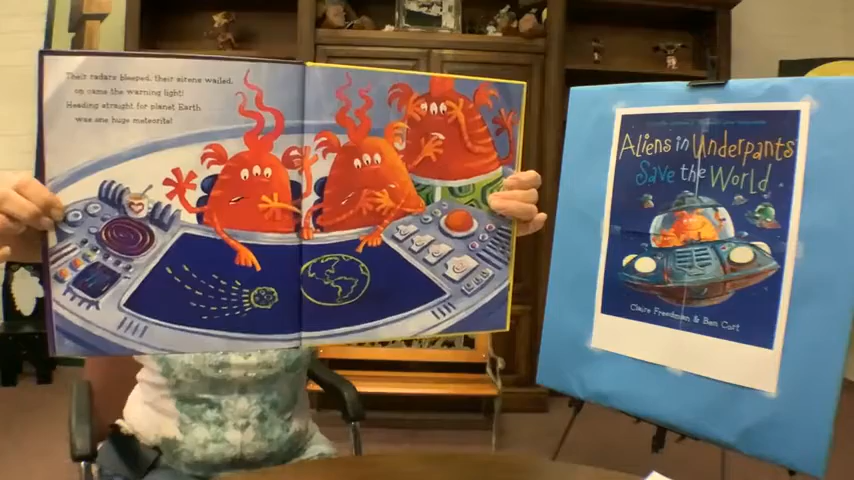 Their radars bleeped, their sirens wailed,
on came the warning light!
Heading straight for planet Earth
was one huge meteorite!
Aliens in Underpants
Save the World
Claire Freedman & Ben Cort